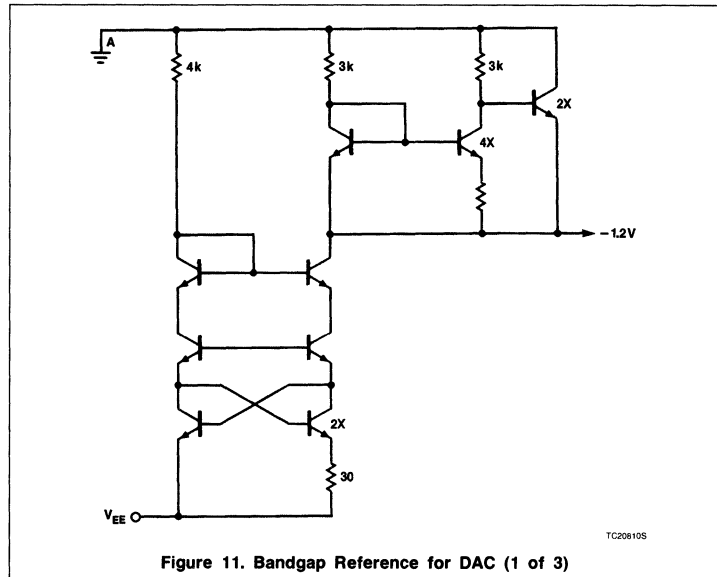 A
4k
3k
3k
2X
4X
−1.2V
2X
30
VEE
TC20810S
Figure 11. Bandgap Reference for DAC (1 of 3)